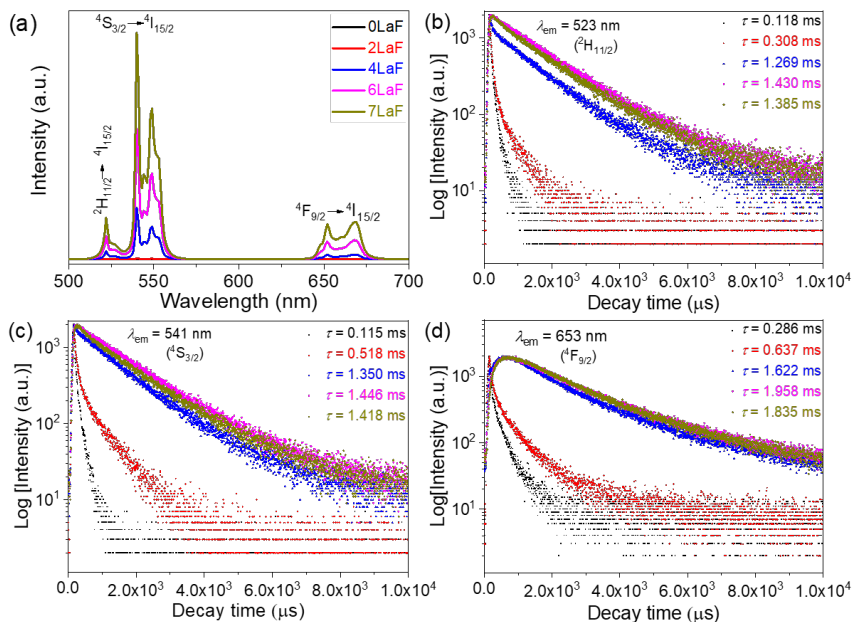 (a)
⁴S₃/₂→⁴I₁₅/₂
0LaF
2LaF
4LaF
6LaF
7LaF
²H₁₁/₂→⁴I₁₅/₂
⁴F₉/₂→⁴I₁₅/₂
Intensity (a.u.)
500 550 600 650 700
Wavelength (nm)
(b)
λem = 523 nm
(²H₁₁/₂)
τ = 0.118 ms
τ = 0.308 ms
τ = 1.269 ms
τ = 1.430 ms
τ = 1.385 ms
Log [Intensity (a.u.)]
10³
10²
10¹
0.0 2.0x10³ 4.0x10³ 6.0x10³ 8.0x10³ 1.0x10⁴
Decay time (μs)
(c)
λem = 541 nm
(⁴S₃/₂)
τ = 0.115 ms
τ = 0.518 ms
τ = 1.350 ms
τ = 1.446 ms
τ = 1.418 ms
Log [Intensity (a.u.)]
10³
10²
10¹
0.0 2.0x10³ 4.0x10³ 6.0x10³ 8.0x10³ 1.0x10⁴
Decay time (μs)
(d)
λem = 653 nm
(⁴F₉/₂)
τ = 0.286 ms
τ = 0.637 ms
τ = 1.622 ms
τ = 1.958 ms
τ = 1.835 ms
Log[Intensity (a.u.)]
10³
10²
10¹
0.0 2.0x10³ 4.0x10³ 6.0x10³ 8.0x10³ 1.0x10⁴
Decay time (μs)